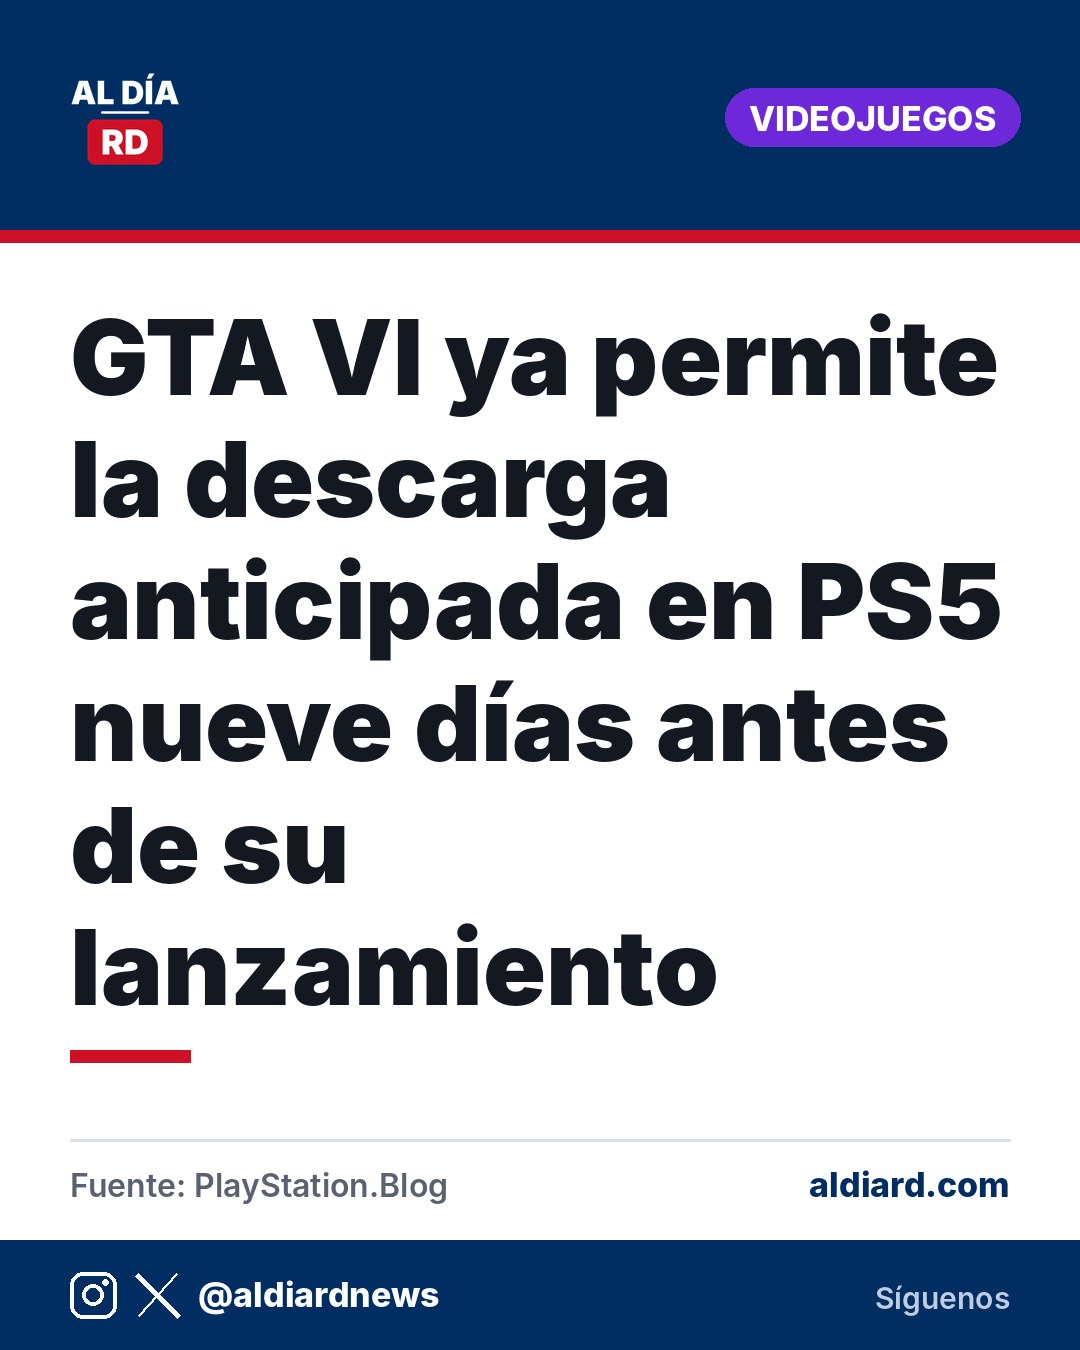 AL DÍA
RD
VIDEOJUEGOS
GTA VI ya permite
la descarga
anticipada en PS5
nueve días antes
de su
lanzamiento
Fuente: PlayStation.Blog
aldiard.com
@aldiardnews
Síguenos